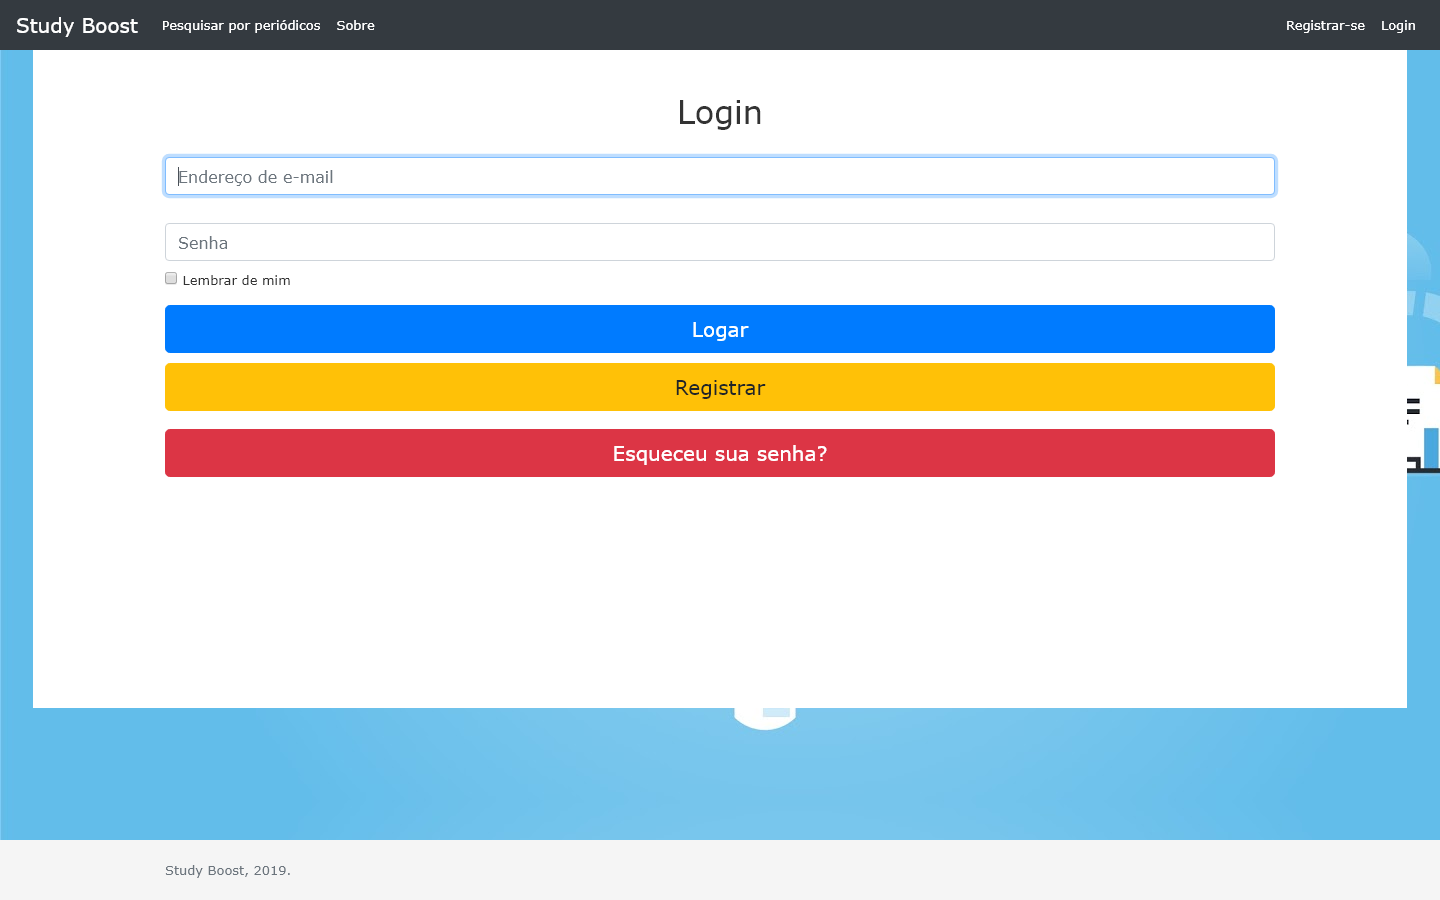 Study Boost Pesquisar por periódicos Sobre Registrar-se Login
Login
Endereço de e-mail
Senha
Lembrar de mim
Logar
Registrar
Esqueceu sua senha?
Study Boost, 2019.